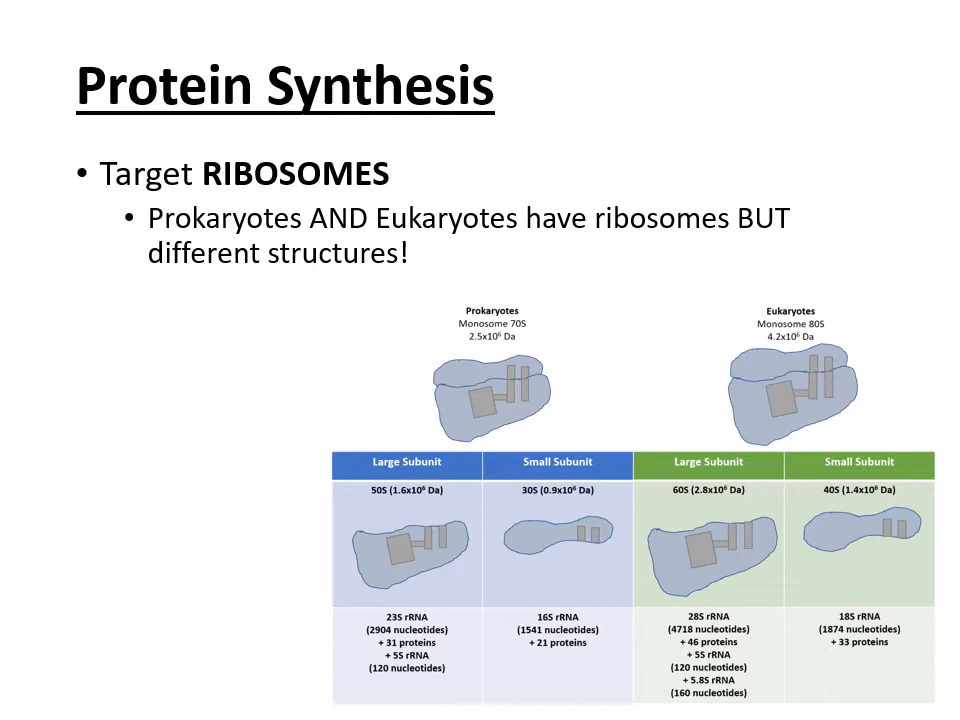 Protein Synthesis
• Target RIBOSOMES
• Prokaryotes AND Eukaryotes have ribosomes BUT
different structures!
Prokaryotes
Monosome 70S
2.5x10⁶ Da
Eukaryotes
Monosome 80S
4.2x10⁶ Da
Large Subunit
Small Subunit
Large Subunit
Small Subunit
50S (1.6x10⁶ Da)
30S (0.9x10⁶ Da)
60S (2.8x10⁶ Da)
40S (1.4x10⁶ Da)
23S rRNA
(2904 nucleotides)
+ 31 proteins
+ 5S rRNA
(120 nucleotides)
16S rRNA
(1541 nucleotides)
+ 21 proteins
28S rRNA
(4718 nucleotides)
+ 46 proteins
+ 5S rRNA
(120 nucleotides)
+ 5.8S rRNA
(160 nucleotides)
18S rRNA
(1874 nucleotides)
+ 33 proteins